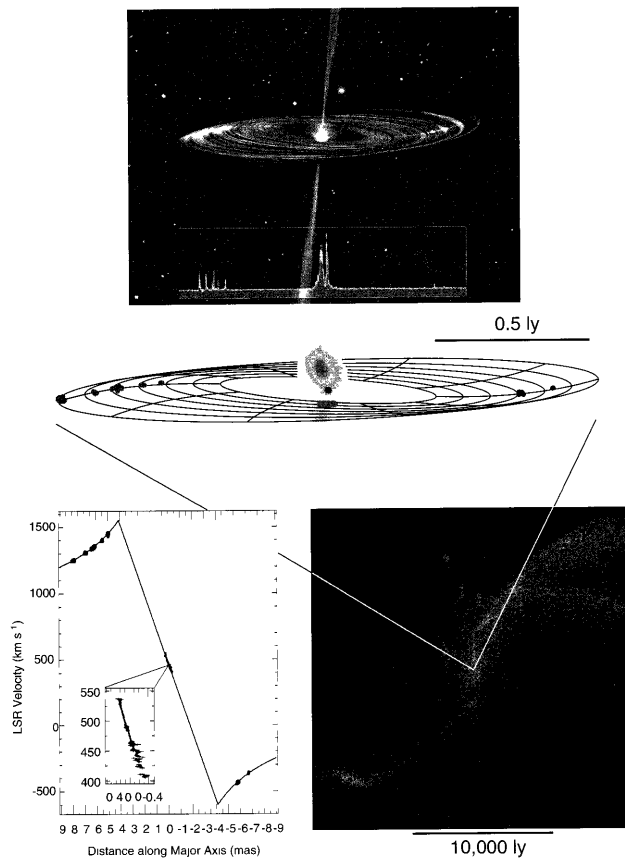 0.5 ly
1500
1000
500
0
-500
550
500
450
400
0 4 0 0-0.4
9 8 7 6 5 4 3 2 1 0 -1 -2 -3 -4 -5 -6 -7 -8 -9
LSR Velocity (km s⁻¹)
Distance along Major Axis (mas)
10,000 ly